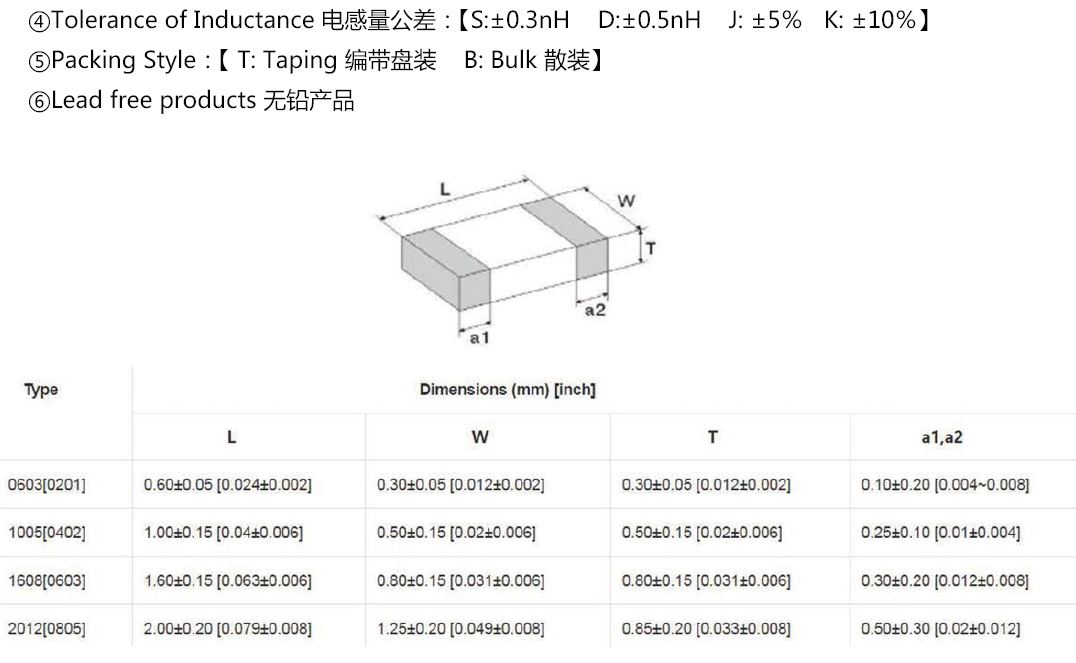 ④Tolerance of Inductance 电感量公差 :【S:±0.3nH D:±0.5nH J: ±5% K: ±10%】
⑤Packing Style :【 T: Taping 编带盘装 B: Bulk 散装】
⑥Lead free products 无铅产品
L
W
T
a2
a1
Type Dimensions (mm) [inch]
L W T a1,a2
0603[0201] 0.60±0.05 [0.024±0.002] 0.30±0.05 [0.012±0.002] 0.30±0.05 [0.012±0.002] 0.10±0.20 [0.004~0.008]
1005[0402] 1.00±0.15 [0.04±0.006] 0.50±0.15 [0.02±0.006] 0.50±0.15 [0.02±0.006] 0.25±0.10 [0.01±0.004]
1608[0603] 1.60±0.15 [0.063±0.006] 0.80±0.15 [0.031±0.006] 0.80±0.15 [0.031±0.006] 0.30±0.20 [0.012±0.008]
2012[0805] 2.00±0.20 [0.079±0.008] 1.25±0.20 [0.049±0.008] 0.85±0.20 [0.033±0.008] 0.50±0.30 [0.02±0.012]